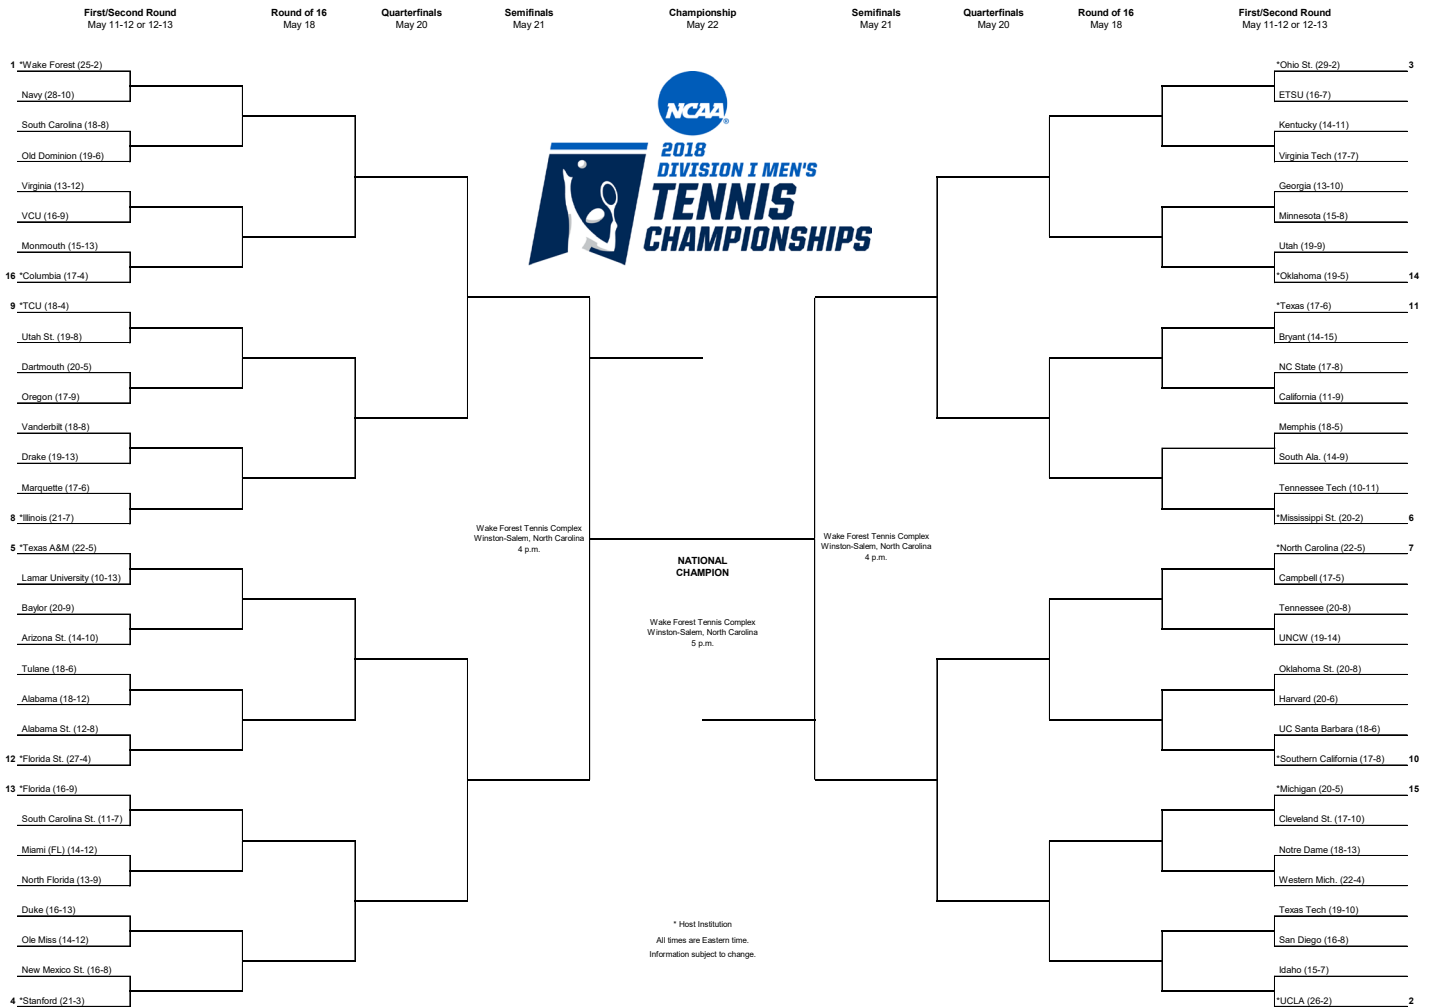 First/Second Round
May 11-12 or 12-13
Round of 16
May 18
Quarterfinals
May 20
Semifinals
May 21
Championship
May 22
Semifinals
May 21
Quarterfinals
May 20
Round of 16
May 18
First/Second Round
May 11-12 or 12-13
1 *Wake Forest (25-2)
Navy (28-10)
South Carolina (18-8)
Old Dominion (19-6)
Virginia (13-12)
VCU (16-9)
Monmouth (15-13)
16 *Columbia (17-4)
9 *TCU (18-4)
Utah St. (19-8)
Dartmouth (20-5)
Oregon (17-9)
Vanderbilt (18-8)
Drake (19-13)
Marquette (17-6)
8 *Illinois (21-7)
5 *Texas A&M (22-5)
Lamar University (10-13)
Baylor (20-9)
Arizona St. (14-10)
Tulane (18-6)
Alabama (18-12)
Alabama St. (12-8)
12 *Florida St. (27-4)
13 *Florida (16-9)
South Carolina St. (11-7)
Miami (FL) (14-12)
North Florida (13-9)
Duke (16-13)
Ole Miss (14-12)
New Mexico St. (16-8)
4 *Stanford (21-3)
NCAA®
2018
DIVISION I MEN'S
TENNIS
CHAMPIONSHIPS
Wake Forest Tennis Complex
Winston-Salem, North Carolina
4 p.m.
NATIONAL
CHAMPION
Wake Forest Tennis Complex
Winston-Salem, North Carolina
5 p.m.
Wake Forest Tennis Complex
Winston-Salem, North Carolina
4 p.m.
* Host Institution
All times are Eastern time.
Information subject to change.
*Ohio St. (29-2) 3
ETSU (16-7)
Kentucky (14-11)
Virginia Tech (17-7)
Georgia (13-10)
Minnesota (15-8)
Utah (19-9)
*Oklahoma (19-5) 14
*Texas (17-6) 11
Bryant (14-15)
NC State (17-8)
California (11-9)
Memphis (18-5)
South Ala. (14-9)
Tennessee Tech (10-11)
*Mississippi St. (20-2) 6
*North Carolina (22-5) 7
Campbell (17-5)
Tennessee (20-8)
UNCW (19-14)
Oklahoma St. (20-8)
Harvard (20-6)
UC Santa Barbara (18-6)
*Southern California (17-8) 10
*Michigan (20-5) 15
Cleveland St. (17-10)
Notre Dame (18-13)
Western Mich. (22-4)
Texas Tech (19-10)
San Diego (16-8)
Idaho (15-7)
*UCLA (26-2) 2